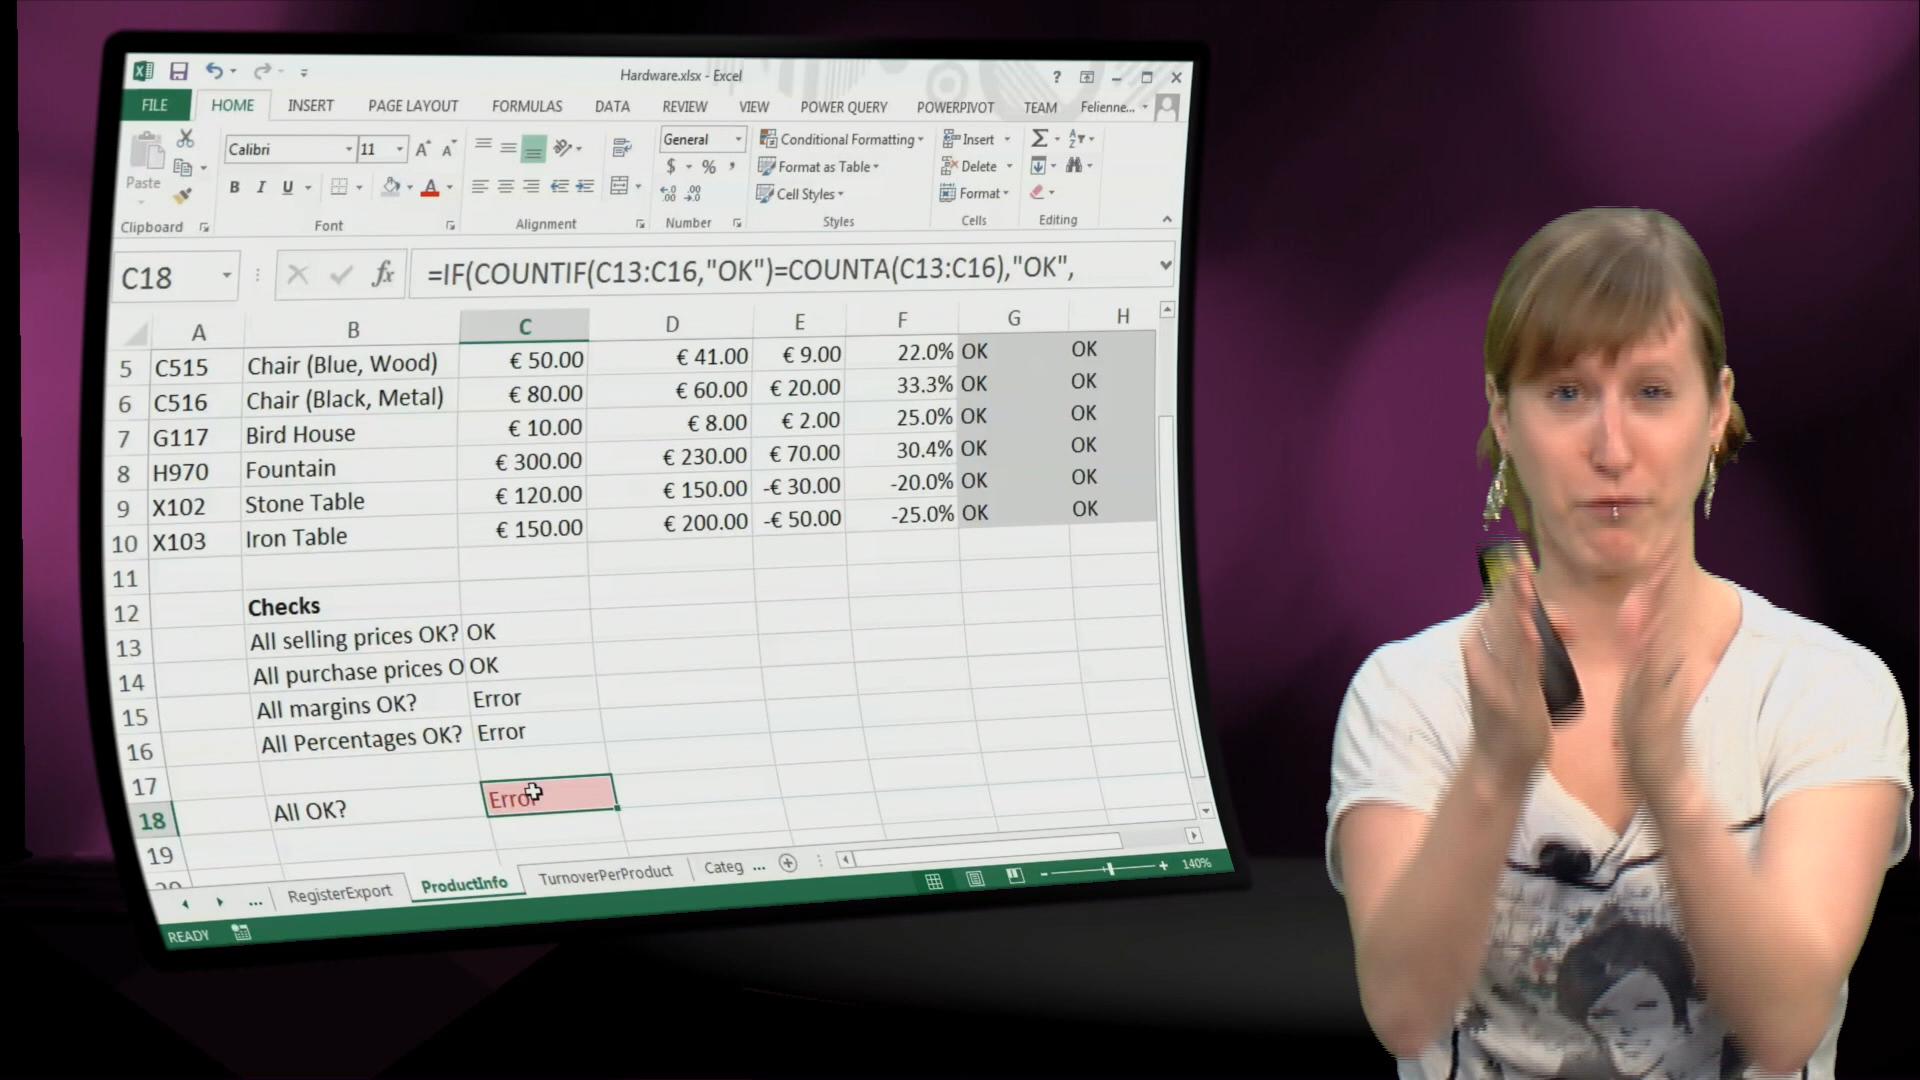 Hardware.xlsx - Excel
?
FILE HOME INSERT PAGE LAYOUT FORMULAS DATA REVIEW VIEW POWER QUERY POWERPIVOT TEAM Felienne...
Paste
Calibri 11
B I U
General
$ % ,
Conditional Formatting
Format as Table
Cell Styles
Insert
Delete
Format
Clipboard Font Alignment Number Styles Cells Editing
C18 fx =IF(COUNTIF(C13:C16,"OK")=COUNTA(C13:C16),"OK",
A B C D E F G H
5 C515 Chair (Blue, Wood) € 50.00 € 41.00 € 9.00 22.0% OK OK
6 C516 Chair (Black, Metal) € 80.00 € 60.00 € 20.00 33.3% OK OK
7 G117 Bird House € 10.00 € 8.00 € 2.00 25.0% OK OK
8 H970 Fountain € 300.00 € 230.00 € 70.00 30.4% OK OK
9 X102 Stone Table € 120.00 € 150.00 -€ 30.00 -20.0% OK OK
10 X103 Iron Table € 150.00 € 200.00 -€ 50.00 -25.0% OK OK
11
12 Checks
13 All selling prices OK? OK
14 All purchase prices O OK
15 All margins OK? Error
16 All Percentages OK? Error
17
18 All OK? Error
19
20
... RegisterExport ProductInfo TurnoverPerProduct Categ ...
READY 140%